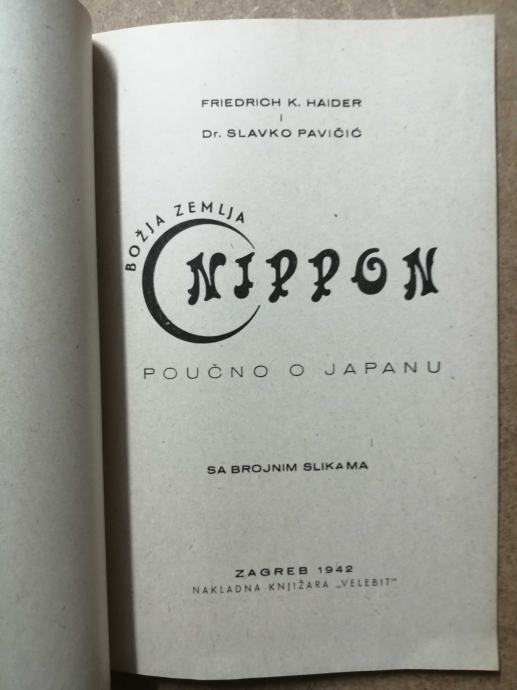 FRIEDRICH K. HAIDER
I
Dr. SLAVKO PAVIČIĆ
BOŽJA ZEMLJA
NIPPON
POUČNO O JAPANU
SA BROJNIM SLIKAMA
ZAGREB 1942
NAKLADNA KNJIŽARA „VELEBIT”